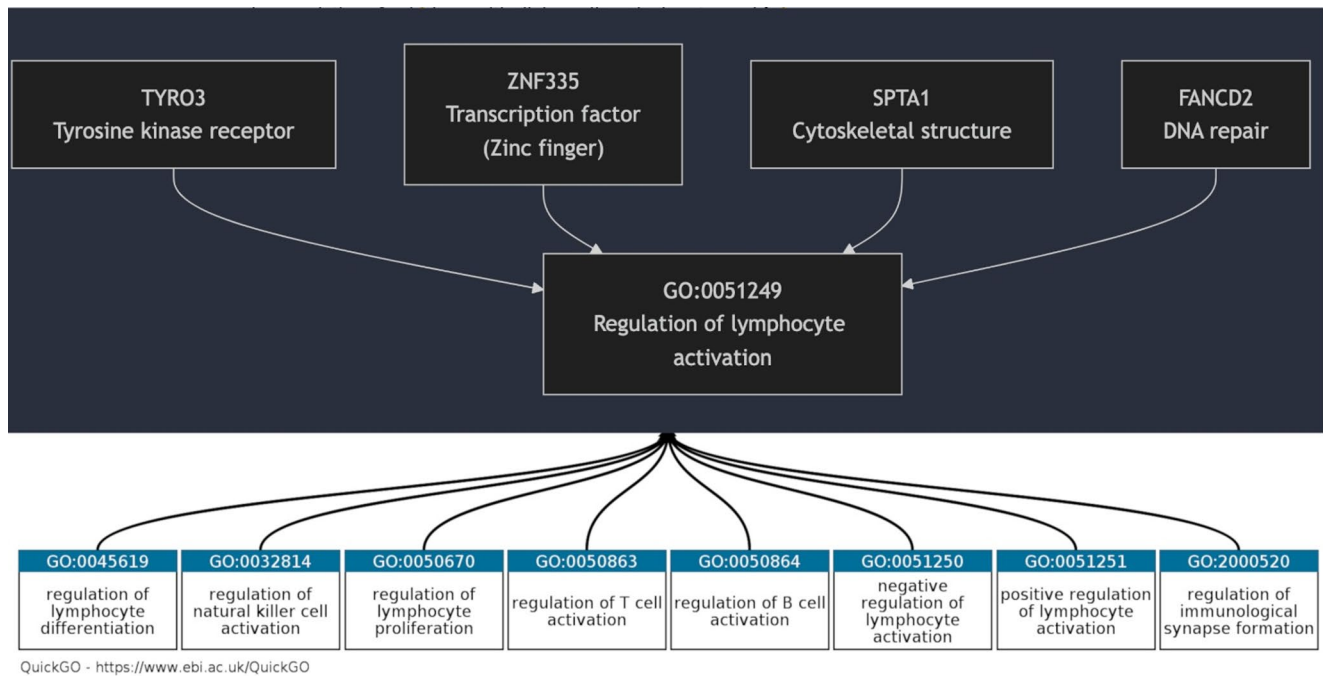 TYRO3
Tyrosine kinase receptor
ZNF335
Transcription factor
(Zinc finger)
SPTA1
Cytoskeletal structure
FANCD2
DNA repair
GO:0051249
Regulation of lymphocyte
activation
GO:0045619
regulation of
lymphocyte
differentiation
GO:0032814
regulation of
natural killer cell
activation
GO:0050670
regulation of
lymphocyte
proliferation
GO:0050863
regulation of T cell
activation
GO:0050864
regulation of B cell
activation
GO:0051250
negative
regulation of
lymphocyte
activation
GO:0051251
positive regulation
of lymphocyte
activation
GO:2000520
regulation of
immunological
synapse formation
QuickGO - https://www.ebi.ac.uk/QuickGO